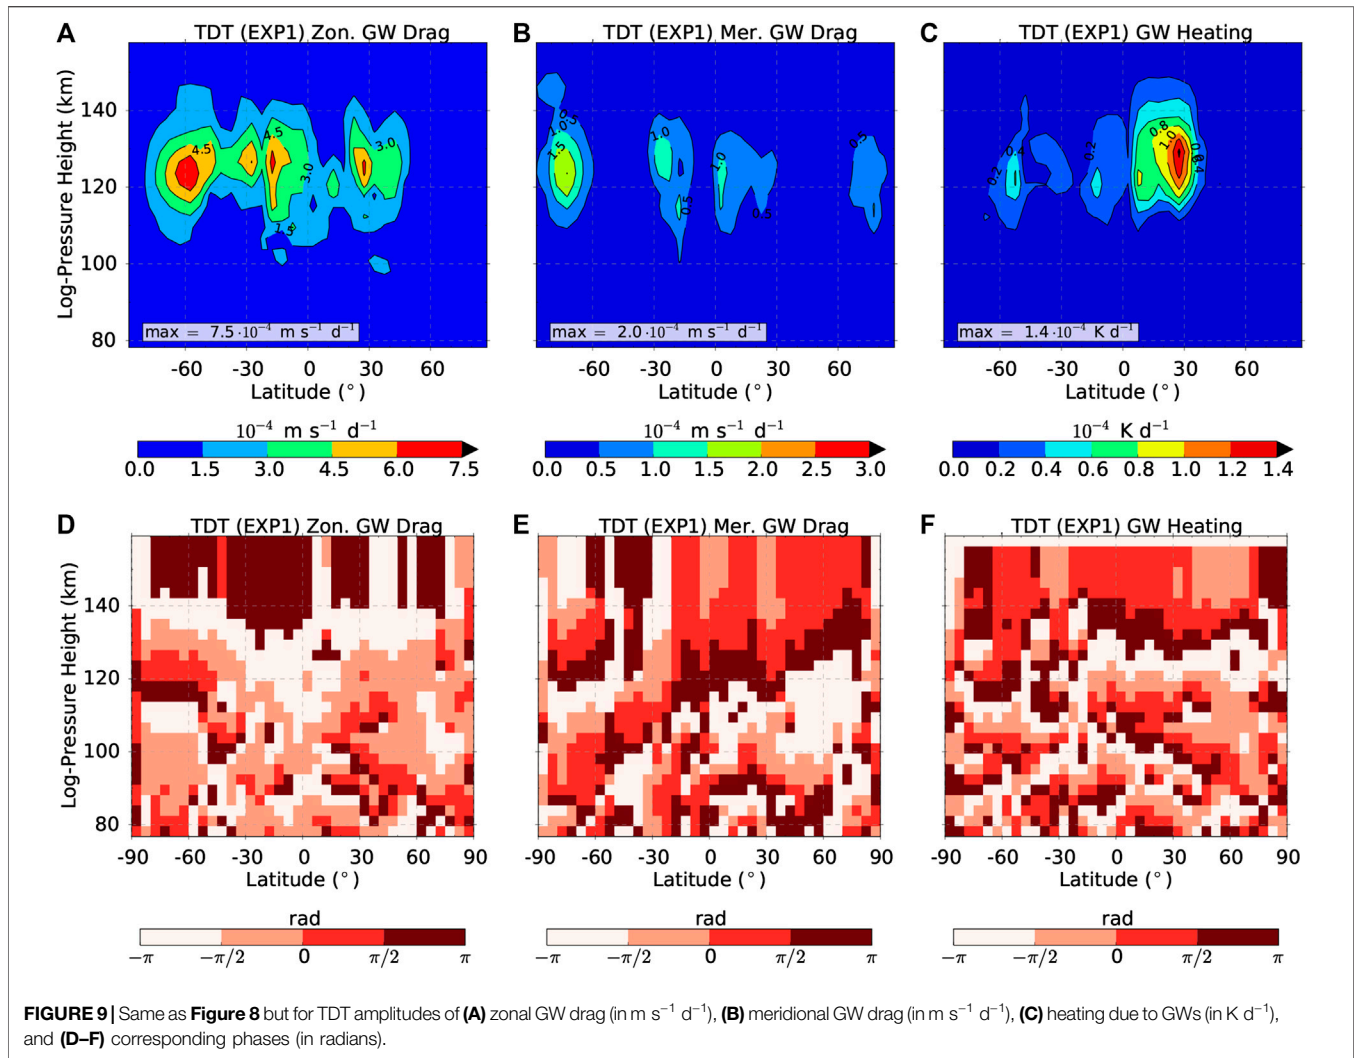 A TDT (EXP1) Zon. GW Drag
B TDT (EXP1) Mer. GW Drag
C TDT (EXP1) GW Heating
Log-Pressure Height (km)
140
120
100
80
4.5
4.5
3.0
3.0
1.5
max = 7.5·10⁻⁴ m s⁻¹ d⁻¹
-60 -30 0 30 60
Latitude (°)
1.0
1.5
1.0
1.0
0.5
0.5
0.5
max = 2.0·10⁻⁴ m s⁻¹ d⁻¹
-60 -30 0 30 60
Latitude (°)
0.4
0.2
0.2
0.8
1.0
max = 1.4·10⁻⁴ K d⁻¹
-60 -30 0 30 60
Latitude (°)
10⁻⁴ m s⁻¹ d⁻¹
0.0 1.5 3.0 4.5 6.0 7.5
10⁻⁴ m s⁻¹ d⁻¹
0.0 0.5 1.0 1.5 2.0 2.5 3.0
10⁻⁴ K d⁻¹
0.0 0.2 0.4 0.6 0.8 1.0 1.2 1.4
D TDT (EXP1) Zon. GW Drag
E TDT (EXP1) Mer. GW Drag
F TDT (EXP1) GW Heating
Log-Pressure Height (km)
140
120
100
80
-90 -60 -30 0 30 60 90
Latitude (°)
-90 -60 -30 0 30 60 90
Latitude (°)
-90 -60 -30 0 30 60 90
Latitude (°)
rad
−π −π/2 0 π/2 π
rad
−π −π/2 0 π/2 π
rad
−π −π/2 0 π/2 π
FIGURE 9 | Same as Figure 8 but for TDT amplitudes of (A) zonal GW drag (in m s⁻¹ d⁻¹), (B) meridional GW drag (in m s⁻¹ d⁻¹), (C) heating due to GWs (in K d⁻¹),
and (D–F) corresponding phases (in radians).